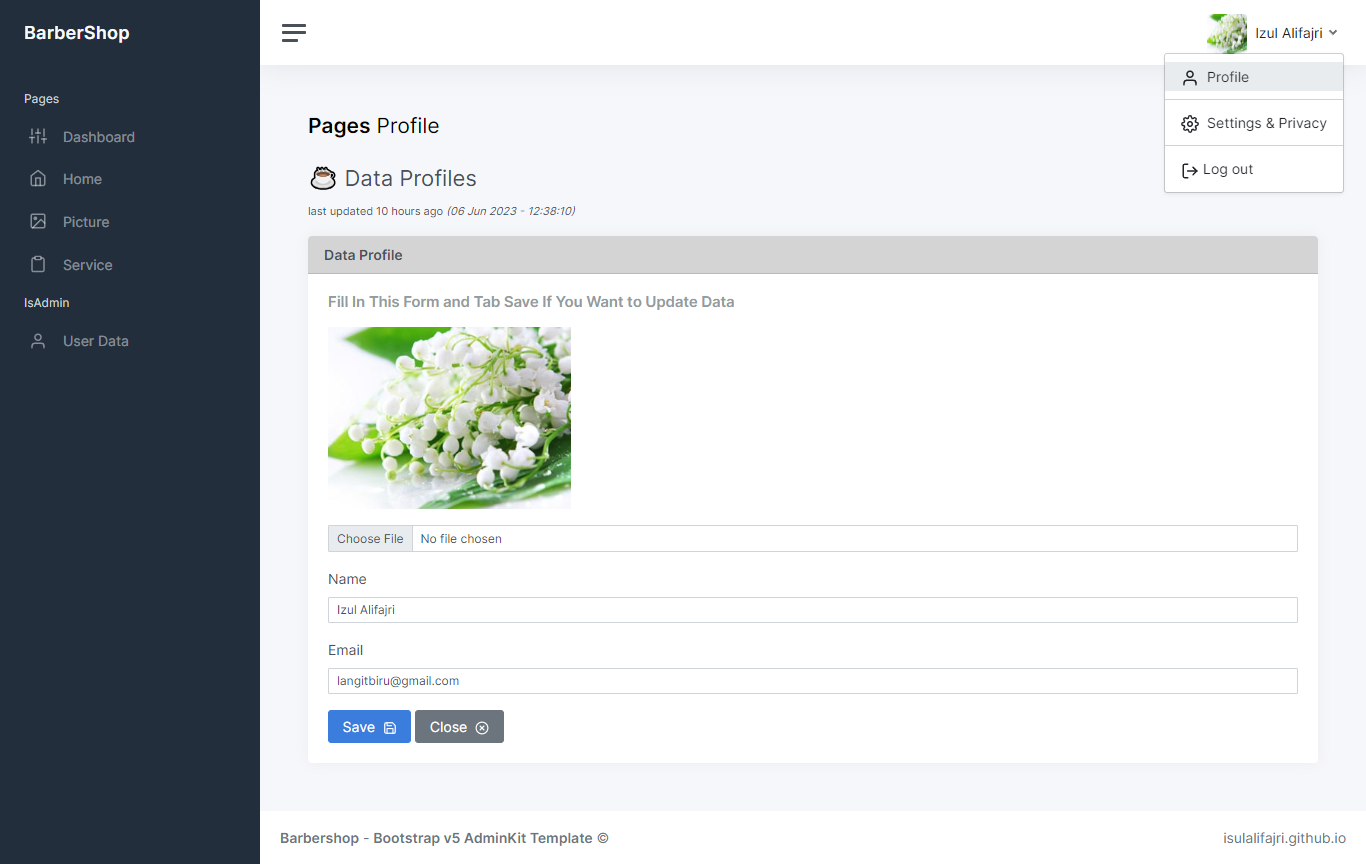 BarberShop
Izul Alifajri
Profile
Settings & Privacy
Log out
Pages
Dashboard
Home
Picture
Service
IsAdmin
User Data
Pages Profile
Data Profiles
last updated 10 hours ago (06 Jun 2023 - 12:38:10)
Data Profile
Fill In This Form and Tab Save If You Want to Update Data
Choose File No file chosen
Name
Izul Alifajri
Email
langitbiru@gmail.com
Save Close
Barbershop - Bootstrap v5 AdminKit Template ©
isulalifajri.github.io